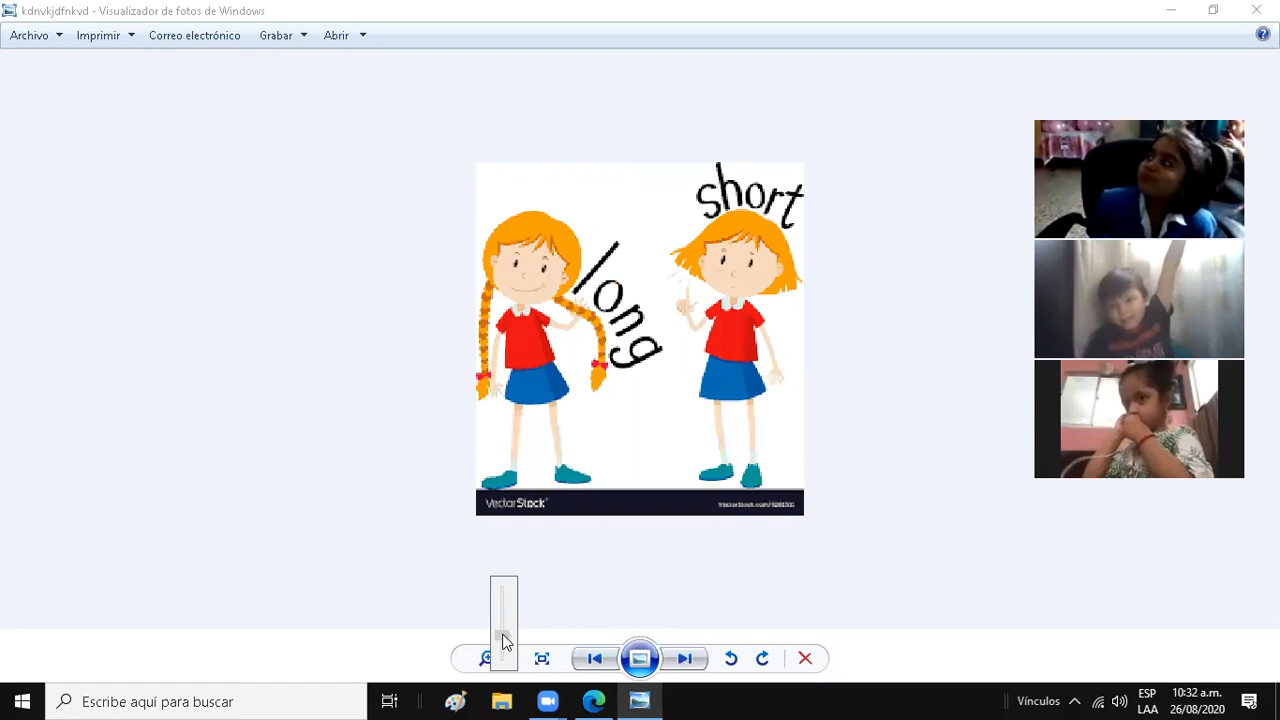 kdnvkjdfnkvd - Visualizador de fotos de Windows
Archivo Imprimir Correo electrónico Grabar Abrir
short
long
VectorStock®
Escribe aquí para buscar
Vínculos
ESP
LAA
10:32 a.m.
26/08/2020